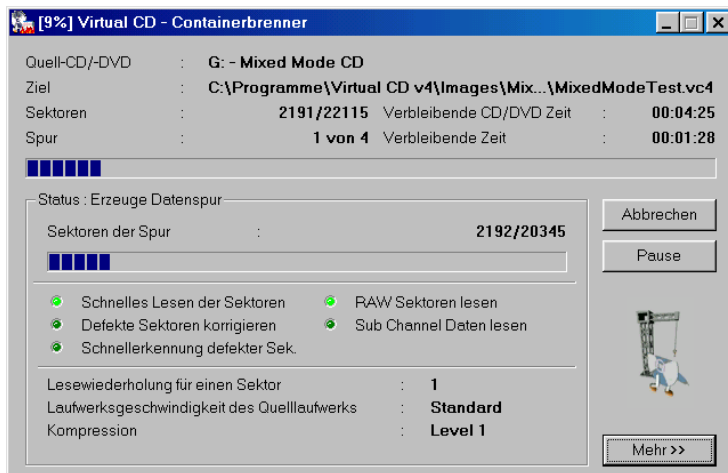 [9%] Virtual CD - Containerbrenner
Quell-CD/-DVD : G: - Mixed Mode CD
Ziel : C:\Programme\Virtual CD v4\Images\Mix...\MixedModeTest.vc4
Sektoren : 2191/22115 Verbleibende CD/DVD Zeit : 00:04:25
Spur : 1 von 4 Verbleibende Zeit : 00:01:28
Status : Erzeuge Datenspur
Abbrechen
Sektoren der Spur : 2192/20345
Pause
Schnelles Lesen der Sektoren RAW Sektoren lesen
Defekte Sektoren korrigieren Sub Channel Daten lesen
Schnellerkennung defekter Sek.
Lesewiederholung für einen Sektor : 1
Laufwerksgeschwindigkeit des Quelllaufwerks : Standard
Kompression : Level 1
Mehr >>